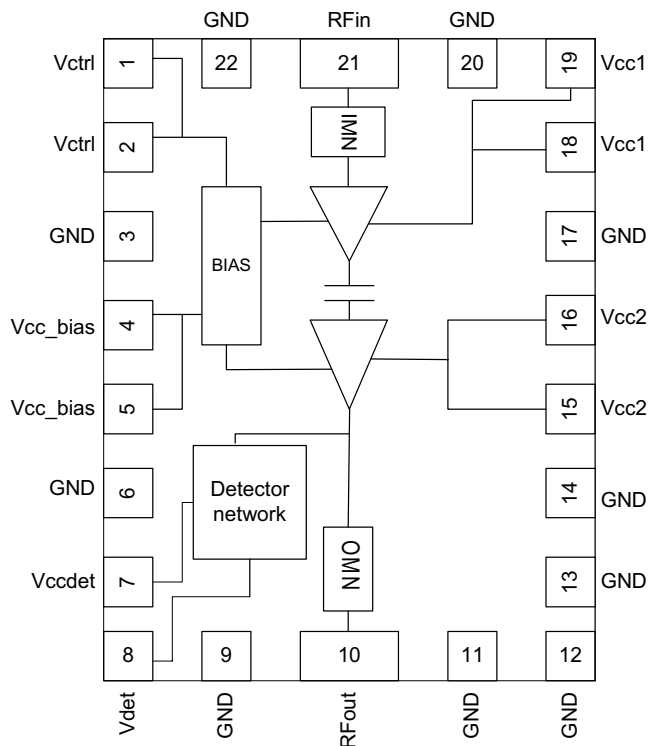 GND RFin GND
Vctrl 1 22 21 20 19 Vcc1
IMN
Vctrl 2 18 Vcc1
GND 3 17 GND
BIAS
Vcc_bias 4 16 Vcc2
Vcc_bias 5 15 Vcc2
GND 6 14 GND
Detector
network
OMN
Vccdet 7 13 GND
8 9 10 11 12
Vdet GND RFout GND GND